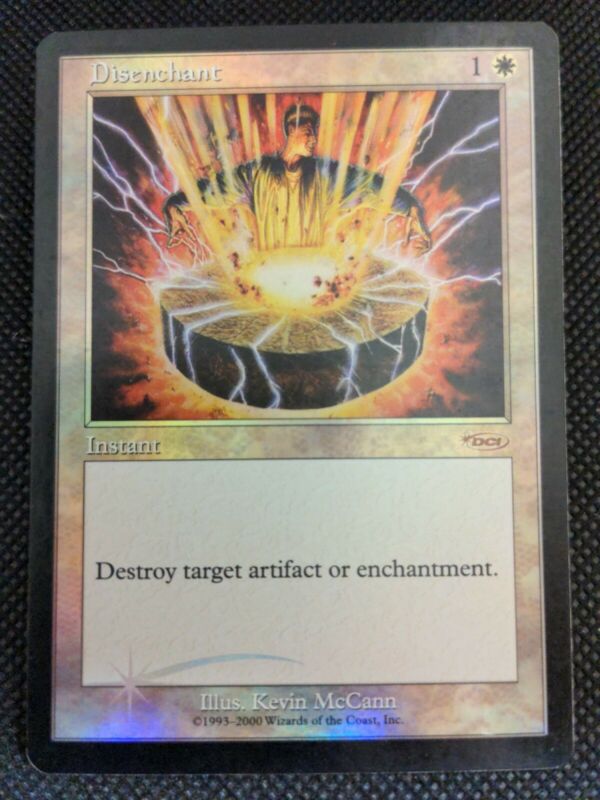 Disenchant 1
Instant DCI
Destroy target artifact or enchantment.
Illus. Kevin McCann
©1993–2000 Wizards of the Coast, Inc.